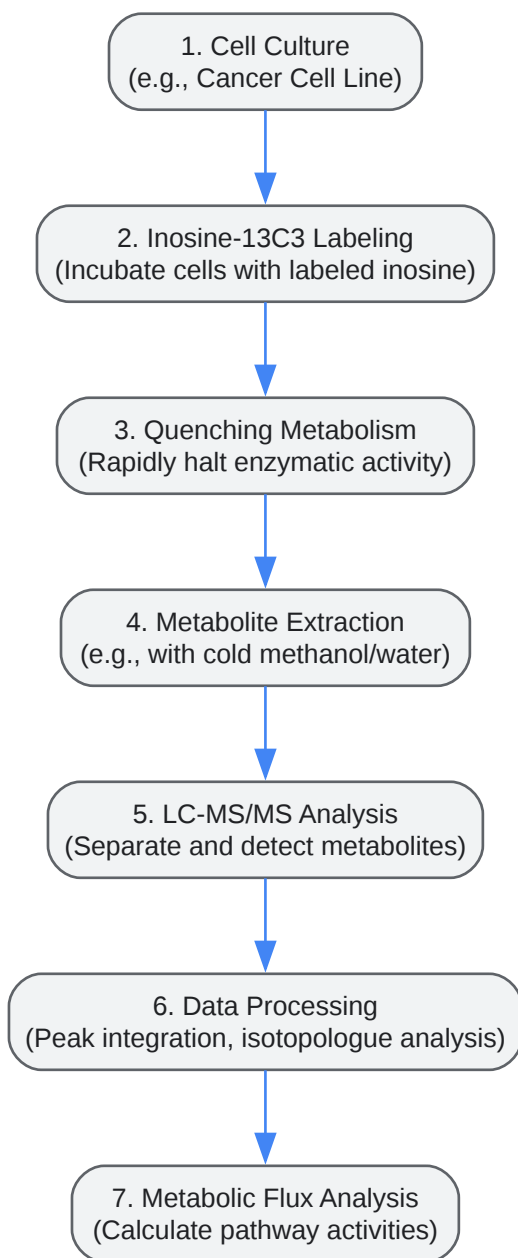 1. Cell Culture
(e.g., Cancer Cell Line)
2. Inosine-13C3 Labeling
(Incubate cells with labeled inosine)
3. Quenching Metabolism
(Rapidly halt enzymatic activity)
4. Metabolite Extraction
(e.g., with cold methanol/water)
5. LC-MS/MS Analysis
(Separate and detect metabolites)
6. Data Processing
(Peak integration, isotopologue analysis)
7. Metabolic Flux Analysis
(Calculate pathway activities)